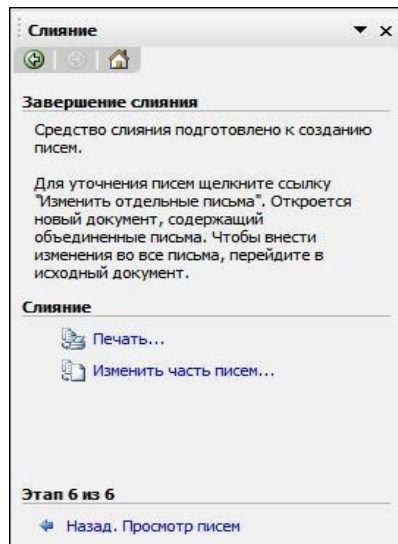 Слияние
Завершение слияния
Средство слияния подготовлено к созданию
писем.
Для уточнения писем щелкните ссылку
"Изменить отдельные письма". Откроется
новый документ, содержащий
объединенные письма. Чтобы внести
изменения во все письма, перейдите в
исходный документ.
Слияние
Печать...
Изменить часть писем...
Этап 6 из 6
Назад. Просмотр писем